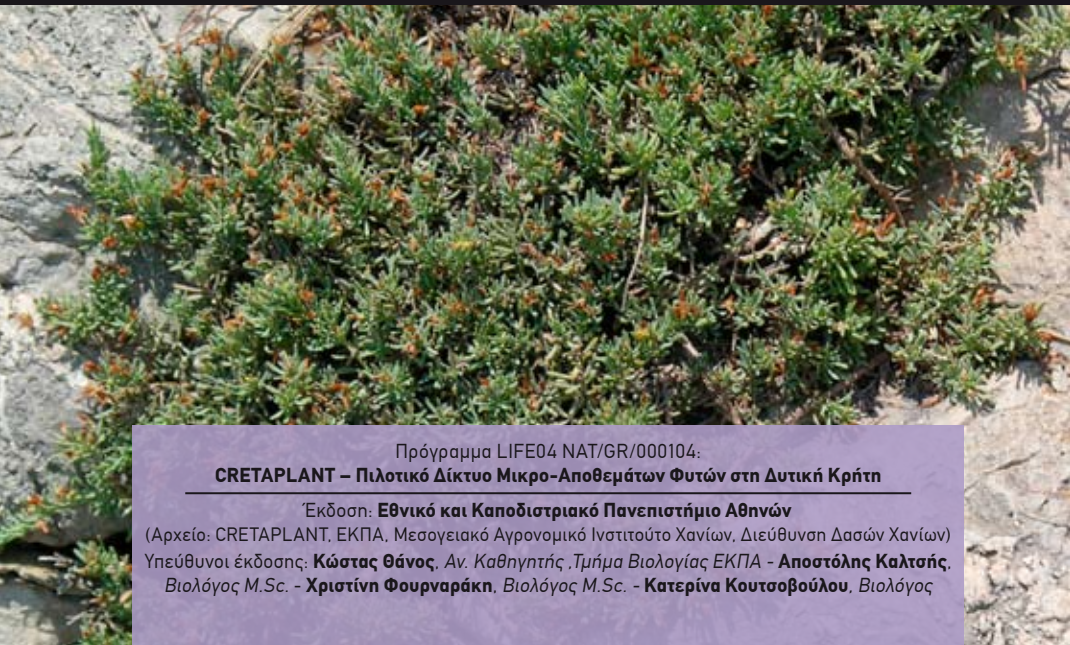 Πρόγραμμα LIFE04 NAT/GR/000104:
CRETAPLANT – Πιλοτικό Δίκτυο Μικρο-Αποθεμάτων Φυτών στη Δυτική Κρήτη
Έκδοση: Εθνικό και Καποδιστριακό Πανεπιστήμιο Αθηνών
(Αρχείο: CRETAPLANT, ΕΚΠΑ, Μεσογειακό Αγρονομικό Ινστιτούτο Χανίων, Διεύθυνση Δασών Χανίων)
Υπεύθυνοι έκδοσης: Κώστας Θάνος, Αν. Καθηγητής ,Τμήμα Βιολογίας ΕΚΠΑ - Αποστόλης Καλτσής,
Βιολόγος M.Sc. - Χριστίνη Φουρναράκη, Βιολόγος M.Sc. - Κατερίνα Κουτσοβούλου, Βιολόγος